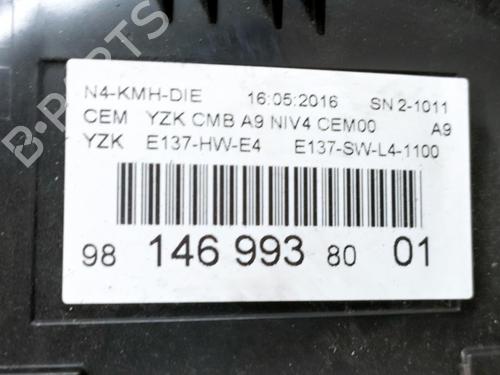 B-PARTS
N4-KMH-DIE 16:05:2016 SN 2-1011
CEM YZK CMB A9 NIV4 CEM00 A9
YZK E137-HW-E4 E137-SW-L4-1100
98 146 993 80 01